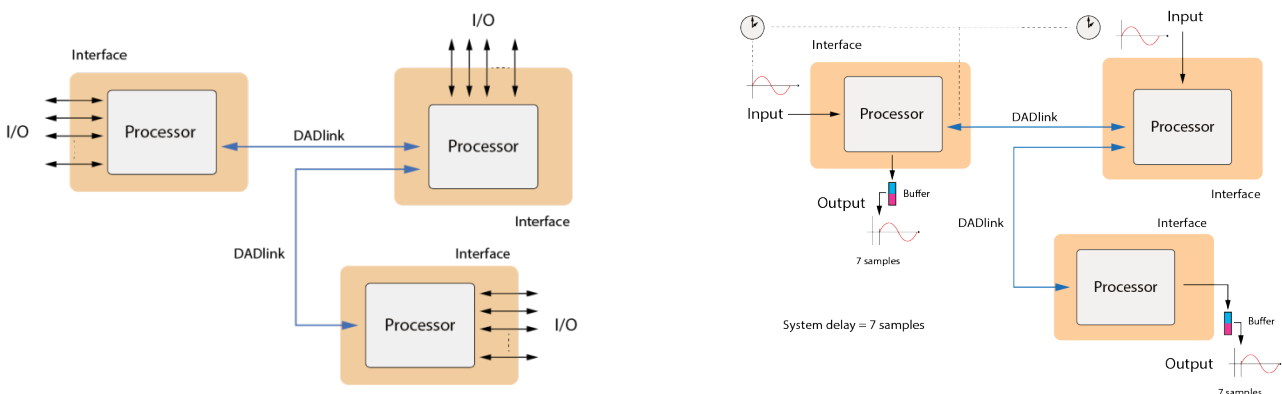 I/O
Interface
I/O
Processor
DADlink
Processor
Interface
DADlink
Interface
Processor
I/O
Input
Interface
Input
Processor
DADlink
Processor
Output
Buffer
7 samples
Interface
DADlink
Interface
Processor
System delay = 7 samples
Buffer
Output
7 samples